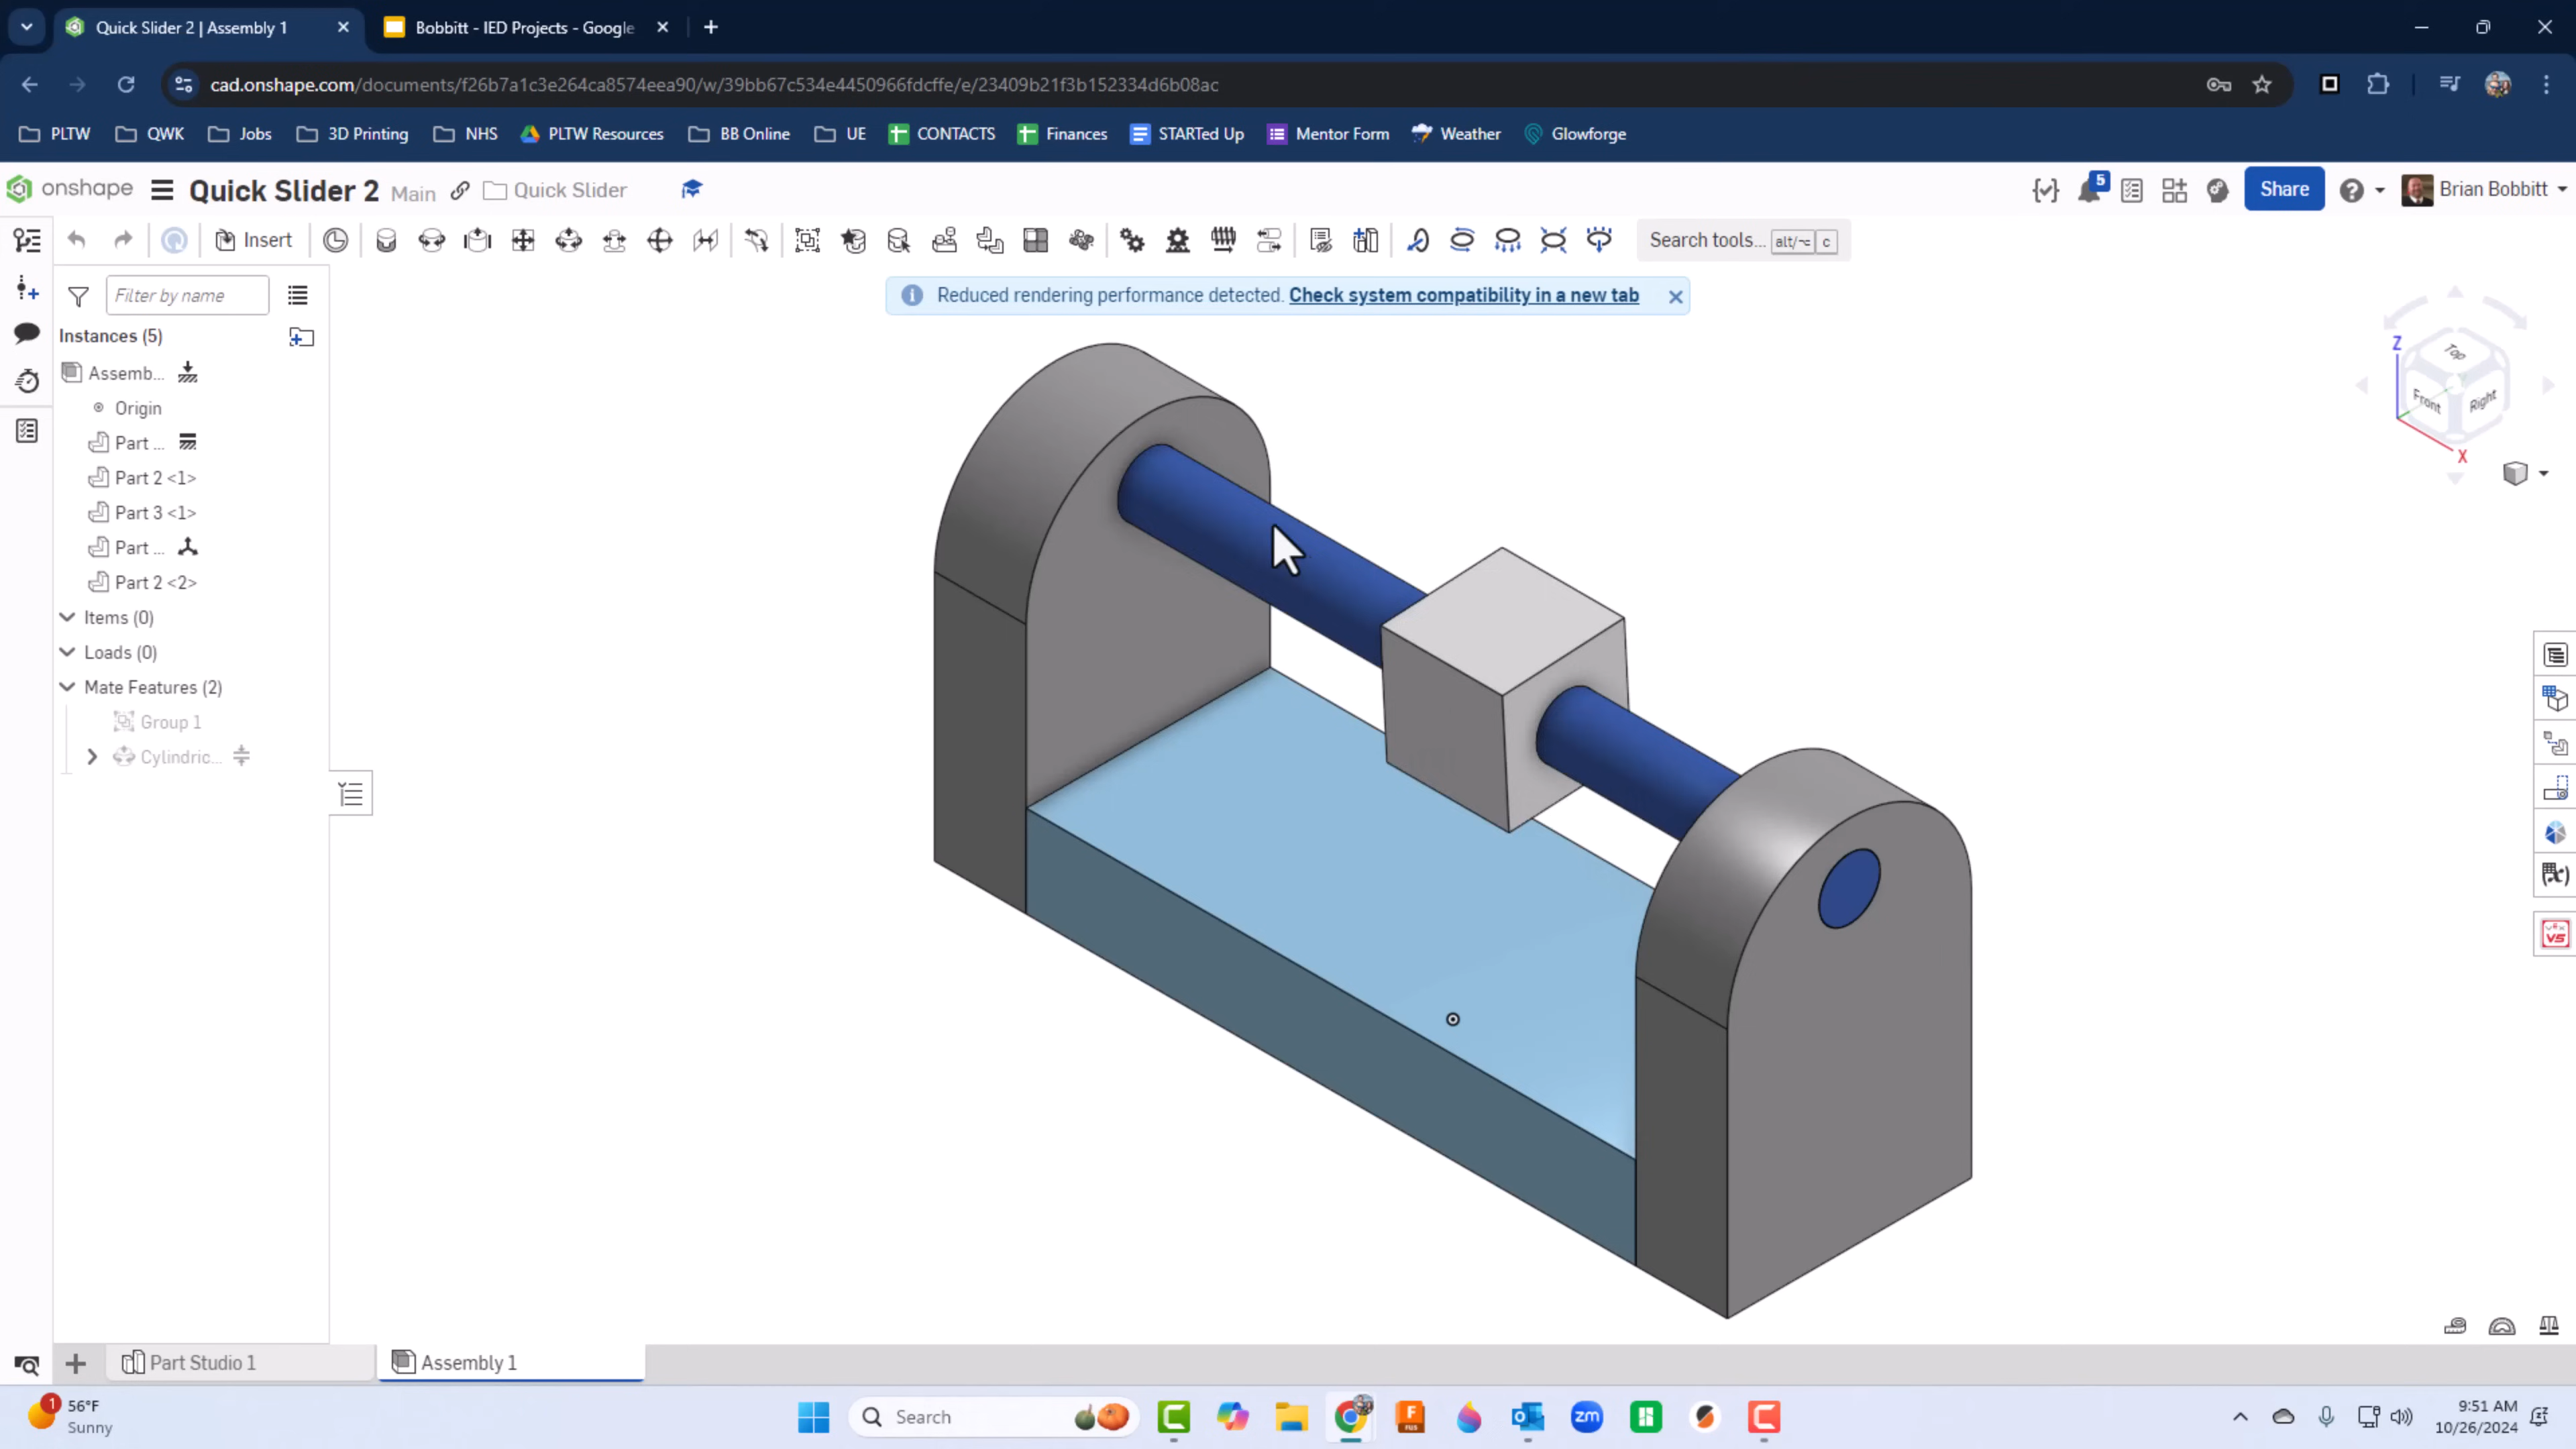 Quick Slider 2 | Assembly 1
Bobbitt - IED Projects - Google
cad.onshape.com/documents/f26b7a1c3e264ca8574eea90/w/39bb67c534e4450966fdcffe/e/23409b21f3b152334d6b08ac
PLTW QWK Jobs 3D Printing NHS PLTW Resources BB Online UE CONTACTS Finances STARTed Up Mentor Form Weather Glowforge
onshape Quick Slider 2 Main Quick Slider 5 Share Brian Bobbitt
Insert Search tools... alt/⌥ c
Filter by name
Reduced rendering performance detected. Check system compatibility in a new tab
Instances (5)
Assemb...
Origin
Part ...
Part 2 <1>
Part 3 <1>
Part ...
Part 2 <2>
Items (0)
Loads (0)
Mate Features (2)
Group 1
Cylindric...
Z
Top
Front
Right
X
Part Studio 1
Assembly 1
1
56°F
Sunny
Search
F
FUS
zm
9:51 AM
10/26/2024